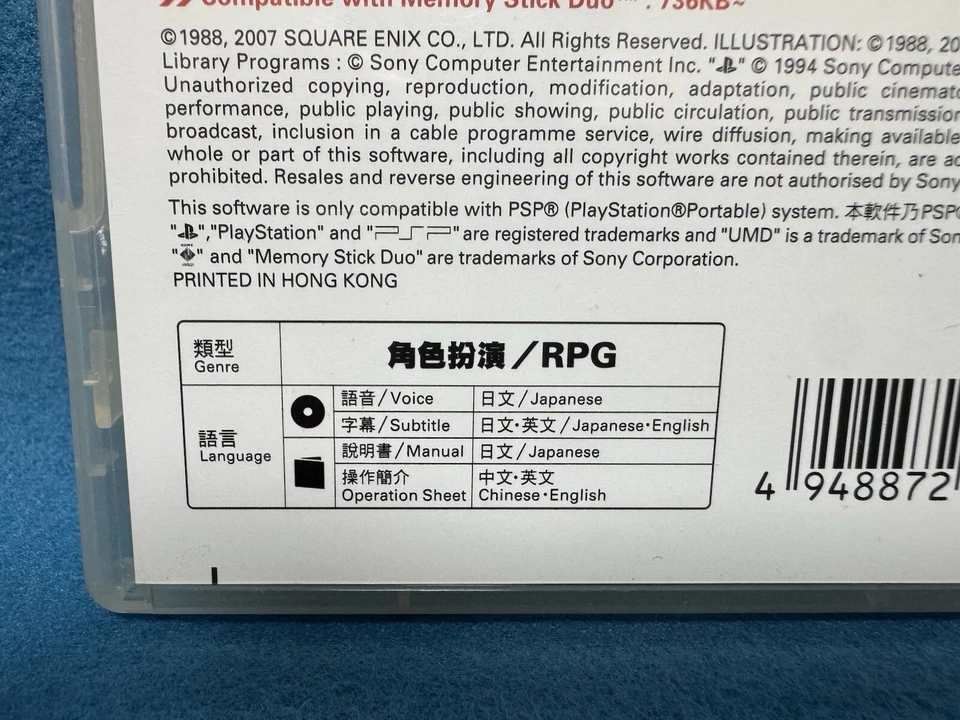 Compatible with Memory Stick Duo™ : 736KB~
©1988, 2007 SQUARE ENIX CO., LTD. All Rights Reserved. ILLUSTRATION: ©1988, 20
Library Programs : © Sony Computer Entertainment Inc. " " © 1994 Sony Compute
Unauthorized copying, reproduction, modification, adaptation, public cinemato
performance, public playing, public showing, public circulation, public transmission
broadcast, inclusion in a cable programme service, wire diffusion, making available
whole or part of this software, including all copyright works contained therein, are ac
prohibited. Resales and reverse engineering of this software are not authorised by Sony
This software is only compatible with PSP® (PlayStation®Portable) system. 本軟件乃PSP®
" ","PlayStation" and "PSP" are registered trademarks and "UMD" is a trademark of Son
" " and "Memory Stick Duo" are trademarks of Sony Corporation.
PRINTED IN HONG KONG
類型 角色扮演/RPG
Genre
語言
Language
語音/Voice 日文/Japanese
字幕/Subtitle 日文·英文/Japanese·English
說明書/Manual 日文/Japanese
操作簡介 中文·英文
Operation Sheet Chinese·English
4 948872